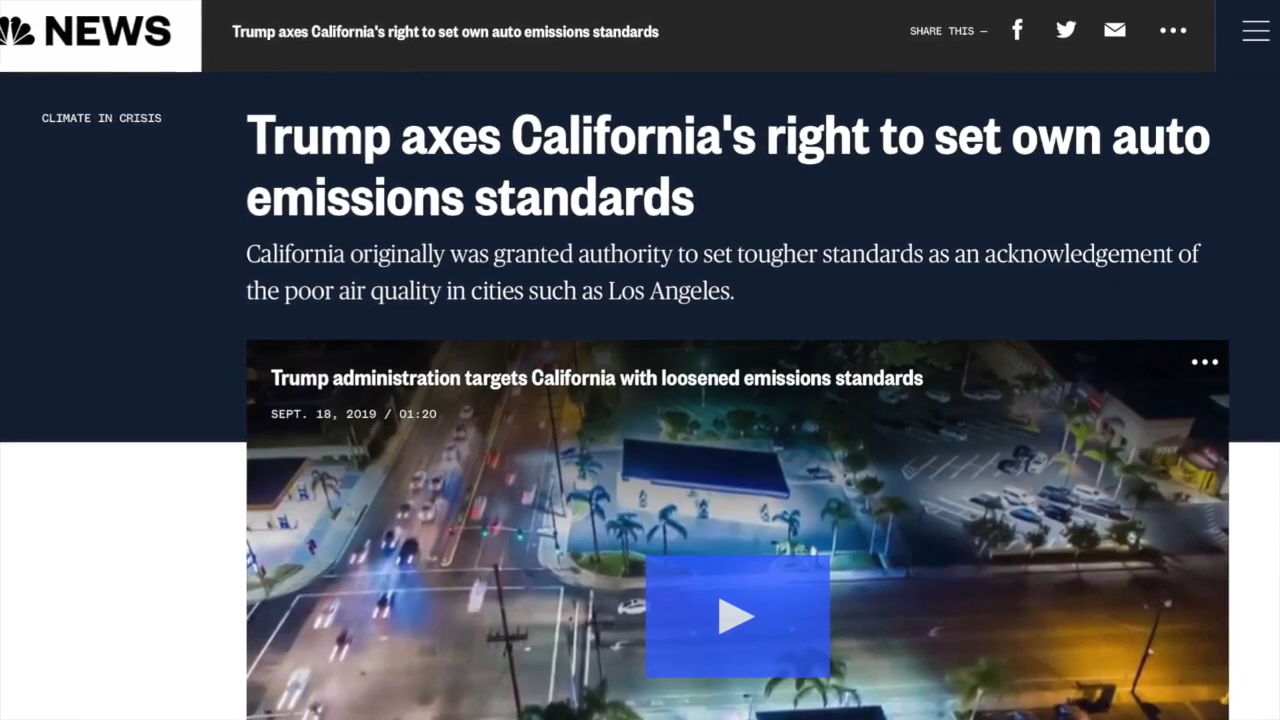 NEWS
Trump axes California's right to set own auto emissions standards
SHARE THIS —
CLIMATE IN CRISIS
Trump axes California's right to set own auto
emissions standards
California originally was granted authority to set tougher standards as an acknowledgement of
the poor air quality in cities such as Los Angeles.
Trump administration targets California with loosened emissions standards
SEPT. 18, 2019 / 01:20